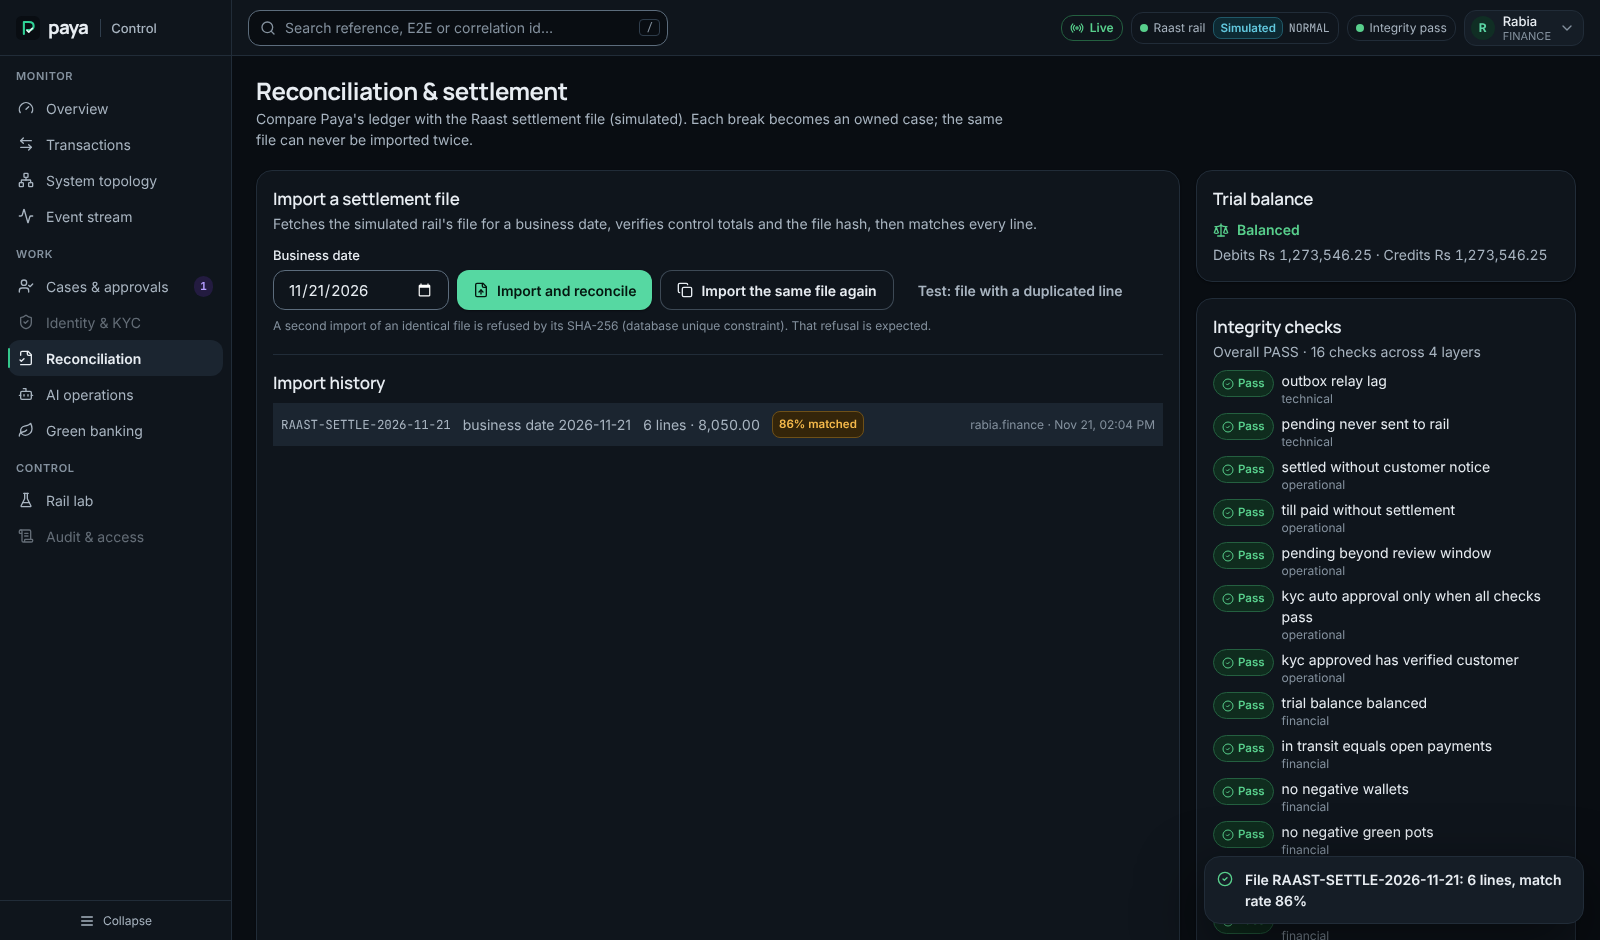 paya Control
Search reference, E2E or correlation id... /
Live
Raast rail Simulated NORMAL
Integrity pass
R Rabia
FINANCE
MONITOR
Overview
Transactions
System topology
Event stream
WORK
Cases & approvals 1
Identity & KYC
Reconciliation
AI operations
Green banking
CONTROL
Rail lab
Audit & access
Collapse
Reconciliation & settlement
Compare Paya's ledger with the Raast settlement file (simulated). Each break becomes an owned case; the same
file can never be imported twice.
Import a settlement file
Fetches the simulated rail's file for a business date, verifies control totals and the file hash, then matches every line.
Business date
11/21/2026 Import and reconcile Import the same file again Test: file with a duplicated line
A second import of an identical file is refused by its SHA-256 (database unique constraint). That refusal is expected.
Import history
RAAST-SETTLE-2026-11-21 business date 2026-11-21 6 lines · 8,050.00 86% matched rabia.finance · Nov 21, 02:04 PM
Trial balance
Balanced
Debits Rs 1,273,546.25 · Credits Rs 1,273,546.25
Integrity checks
Overall PASS · 16 checks across 4 layers
Pass outbox relay lag
technical
Pass pending never sent to rail
technical
Pass settled without customer notice
operational
Pass till paid without settlement
operational
Pass pending beyond review window
operational
Pass kyc auto approval only when all checks
pass
operational
Pass kyc approved has verified customer
operational
Pass trial balance balanced
financial
Pass in transit equals open payments
financial
Pass no negative wallets
financial
Pass no negative green pots
financial
File RAAST-SETTLE-2026-11-21: 6 lines, match
rate 86%
financial